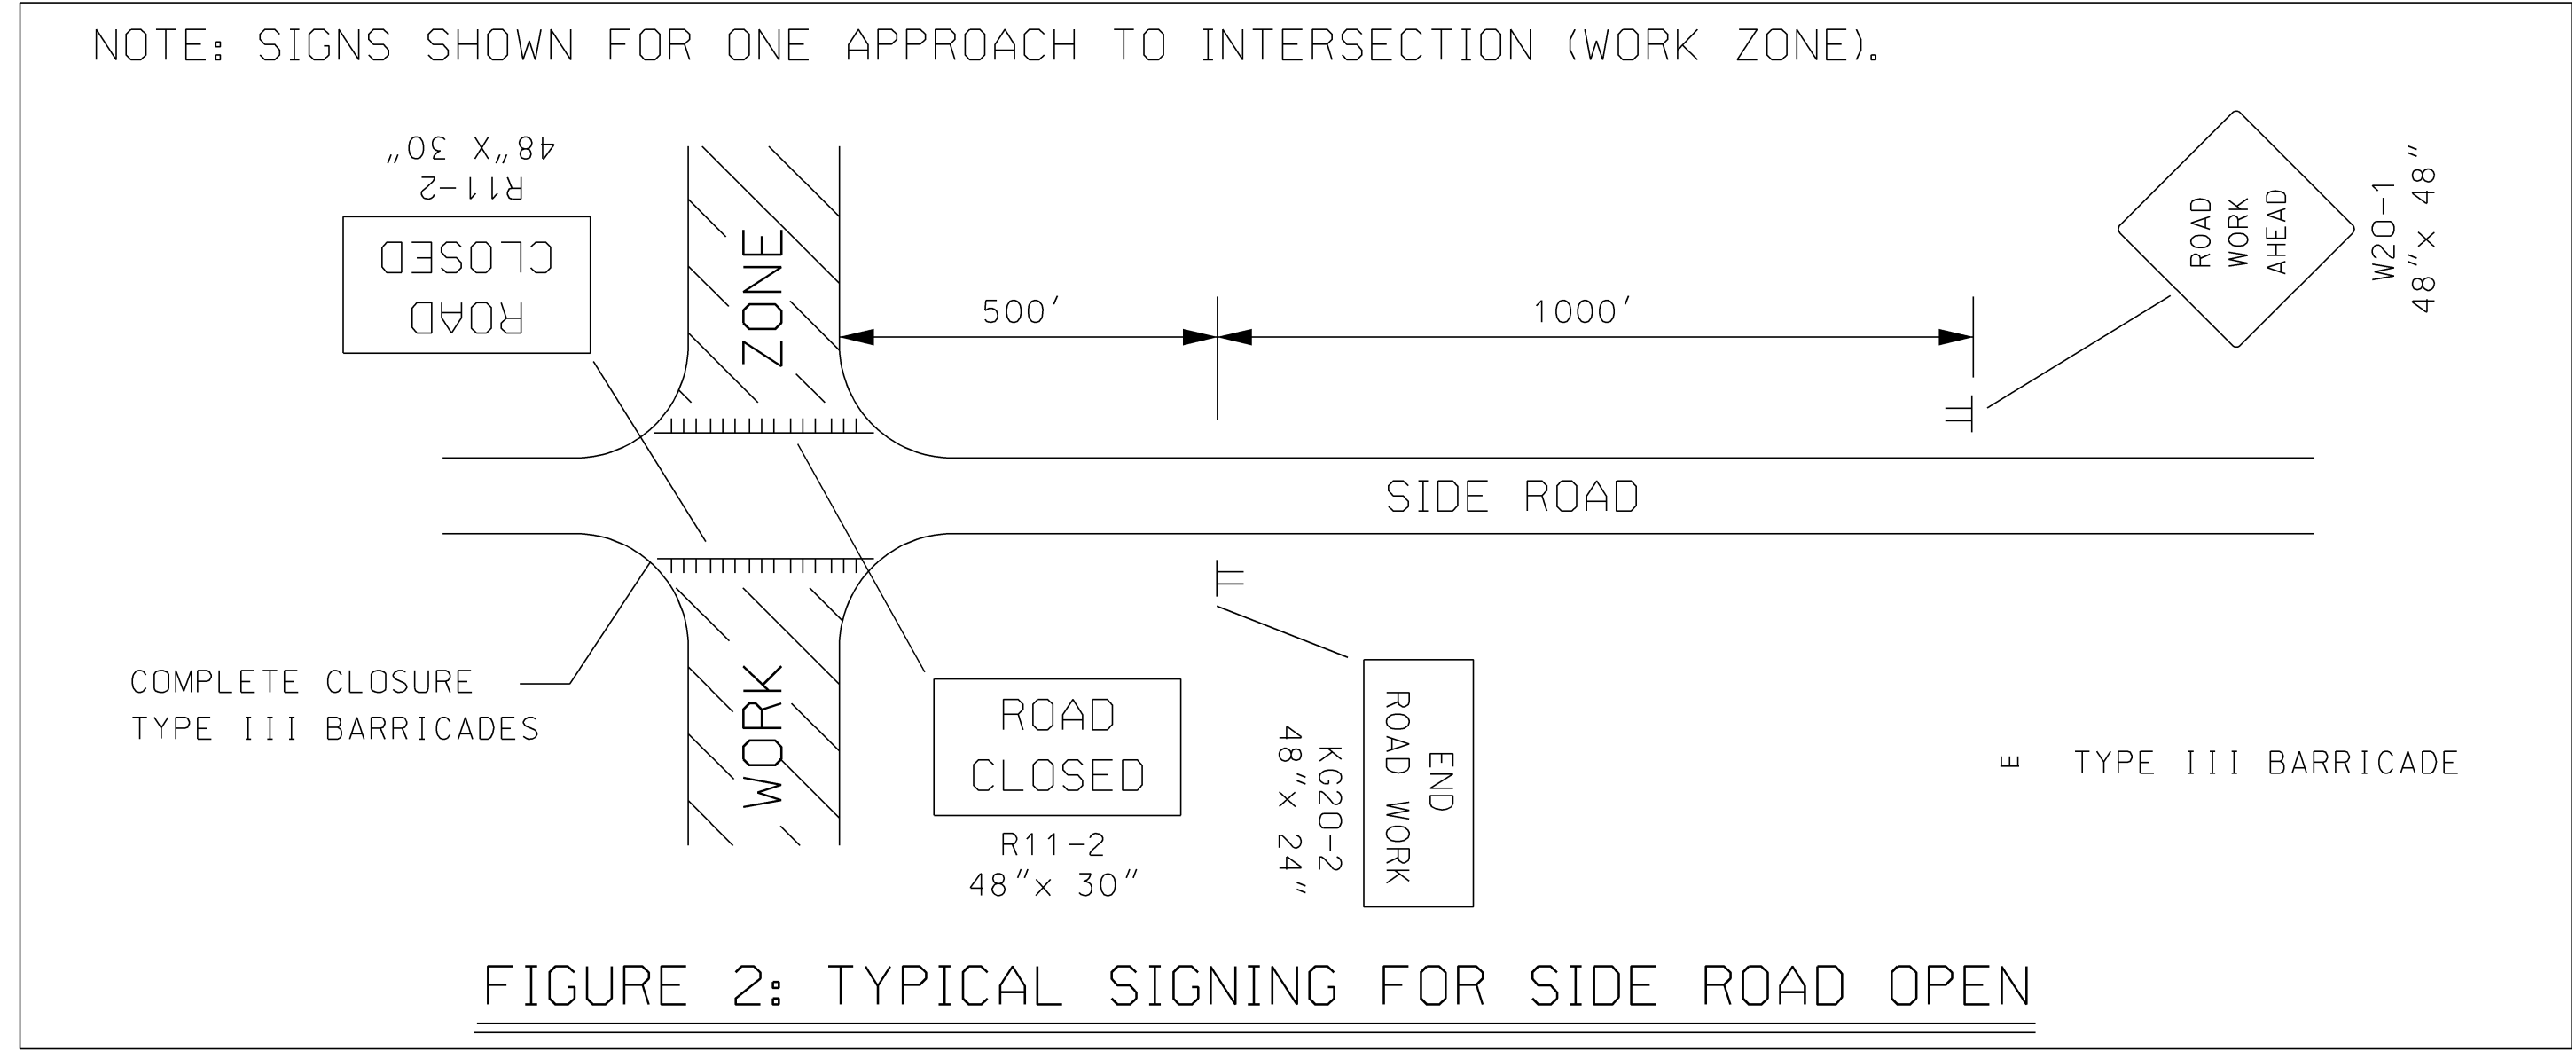 NOTE: SIGNS SHOWN FOR ONE APPROACH TO INTERSECTION (WORK ZONE).
48"X 30"
R11-2
ROAD
CLOSED
ZONE
500'
1000'
ROAD
WORK
AHEAD
W20-1
48"x 48"
SIDE ROAD
COMPLETE CLOSURE
TYPE III BARRICADES
WORK
ROAD
CLOSED
R11-2
48"x 30"
END
ROAD WORK
KG20-2
48"x 24"
TYPE III BARRICADE
FIGURE 2: TYPICAL SIGNING FOR SIDE ROAD OPEN